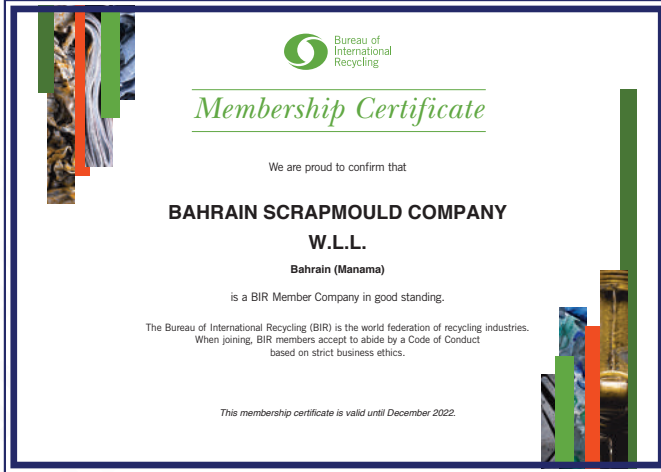 Bureau of
International
Recycling
Membership Certificate
We are proud to confirm that
BAHRAIN SCRAPMOULD COMPANY
W.L.L.
Bahrain (Manama)
is a BIR Member Company in good standing.
The Bureau of International Recycling (BIR) is the world federation of recycling industries.
When joining, BIR members accept to abide by a Code of Conduct
based on strict business ethics.
This membership certificate is valid until December 2022.